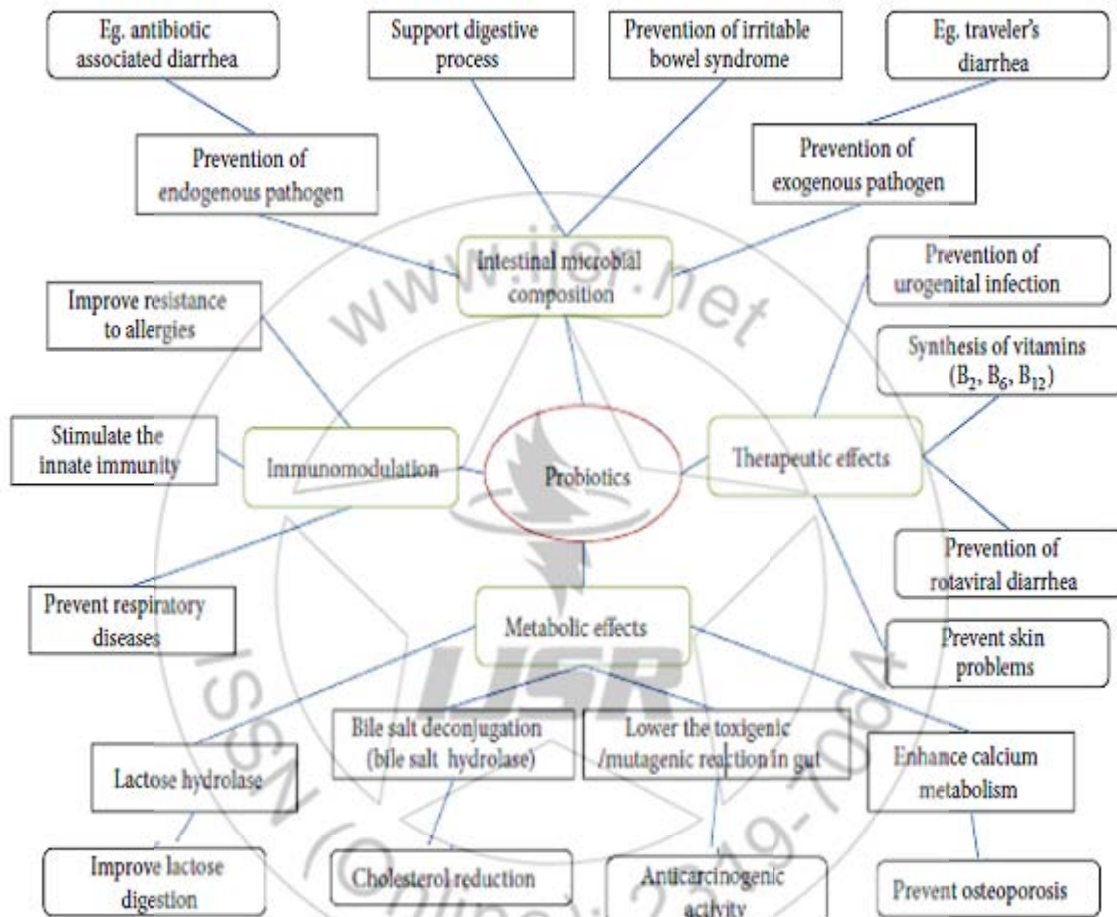 Eg. antibiotic
associated diarrhea
Support digestive
process
Prevention of irritable
bowel syndrome
Eg. traveler's
diarrhea
Prevention of
endogenous pathogen
Prevention of
exogenous pathogen
www.ijsr.net
Intestinal microbial
composition
Prevention of
urogenital infection
Improve resistance
to allergies
Synthesis of vitamins
(B₂, B₆, B₁₂)
Stimulate the
innate immunity
Immunomodulation
Probiotics
Therapeutic effects
Prevention of
rotaviral diarrhea
Prevent respiratory
diseases
Metabolic effects
Prevent skin
problems
IJSR
Bile salt deconjugation
(bile salt hydrolase)
Lower the toxigenic
/mutagenic reaction in gut
Lactose hydrolase
Enhance calcium
metabolism
Improve lactose
digestion
Cholesterol reduction
Anticarcinogenic
activity
Prevent osteoporosis
ISSN (Online): 2319-7064